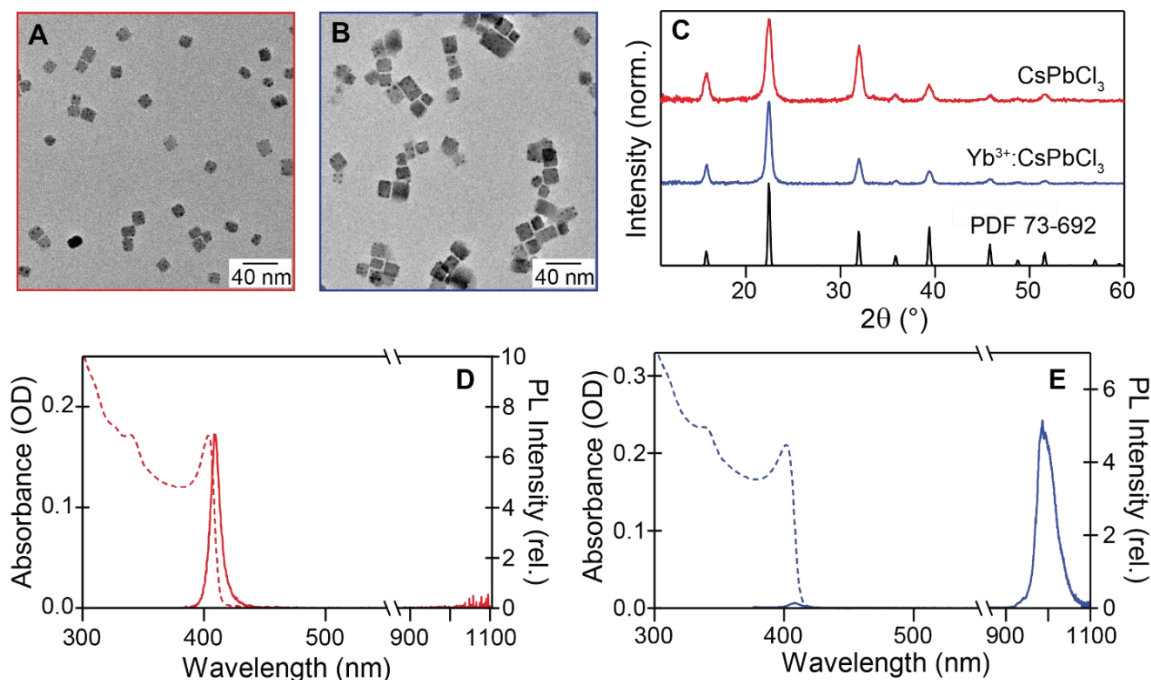 A
40 nm
B
40 nm
C
Intensity (norm.)
CsPbCl₃
Yb³⁺:CsPbCl₃
PDF 73-692
20 30 40 50 60
2θ (°)
D
Absorbance (OD)
0.2
0.1
0.0
10
8
6
4
2
0
PL Intensity (rel.)
300 400 500 900 1100
Wavelength (nm)
E
Absorbance (OD)
0.3
0.2
0.1
0.0
6
4
2
0
PL Intensity (rel.)
300 400 500 900 1100
Wavelength (nm)